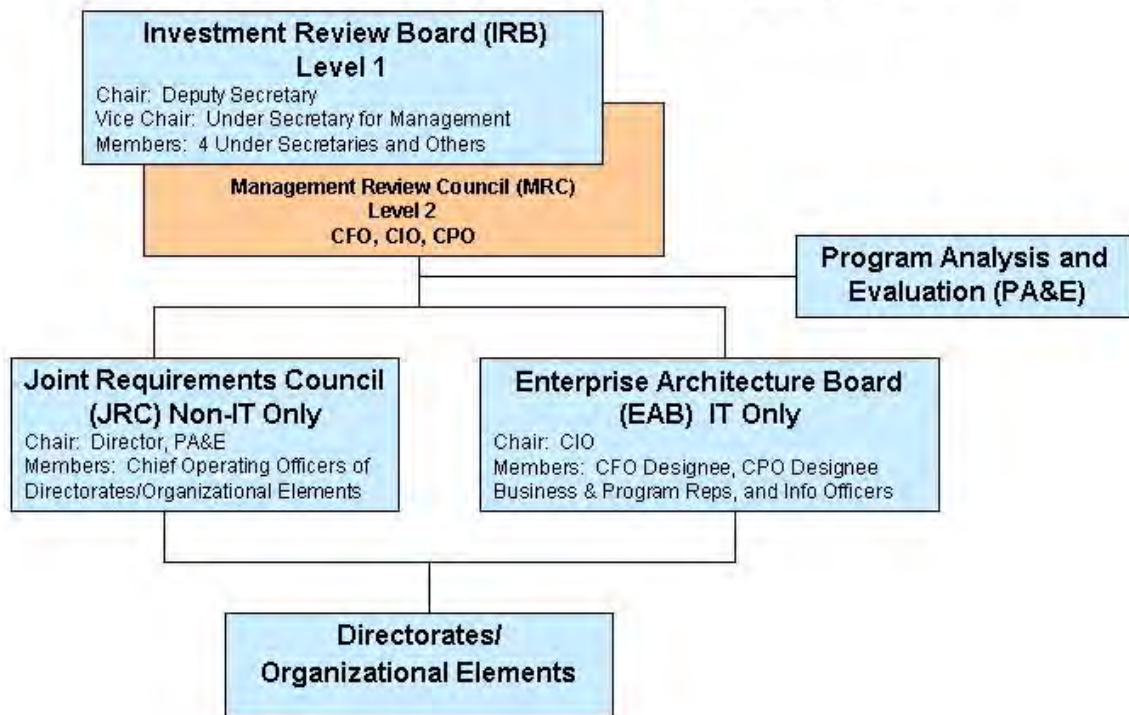 Investment Review Board (IRB)
Level 1
Chair: Deputy Secretary
Vice Chair: Under Secretary for Management
Members: 4 Under Secretaries and Others
Management Review Council (MRC)
Level 2
CFO, CIO, CPO
Program Analysis and
Evaluation (PA&E)
Joint Requirements Council
(JRC) Non-IT Only
Chair: Director, PA&E
Members: Chief Operating Officers of
Directorates/Organizational Elements
Enterprise Architecture Board
(EAB) IT Only
Chair: CIO
Members: CFO Designee, CPO Designee
Business & Program Reps, and Info Officers
Directorates/
Organizational Elements